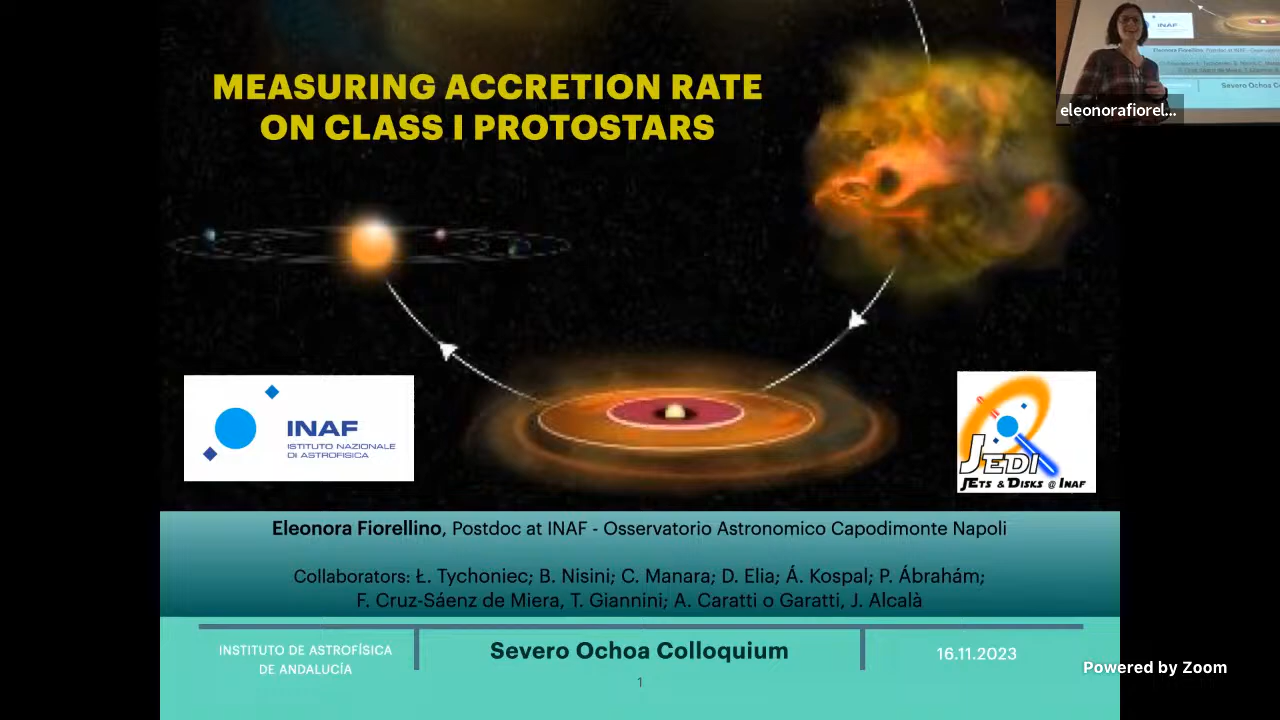 MEASURING ACCRETION RATE
ON CLASS I PROTOSTARS
INAF
eleonorafiorel...
INAF
ISTITUTO NAZIONALE
DI ASTROFISICA
JEDI
JETS & DISKS @ INAF
Eleonora Fiorellino, Postdoc at INAF - Osservatorio Astronomico Capodimonte Napoli
Collaborators: Ł. Tychoniec; B. Nisini; C. Manara; D. Elia; Á. Kospal; P. Ábrahám;
F. Cruz-Sáenz de Miera, T. Giannini; A. Caratti o Garatti, J. Alcalà
INSTITUTO DE ASTROFÍSICA
DE ANDALUCÍA
Severo Ochoa Colloquium
16.11.2023
1
Powered by Zoom